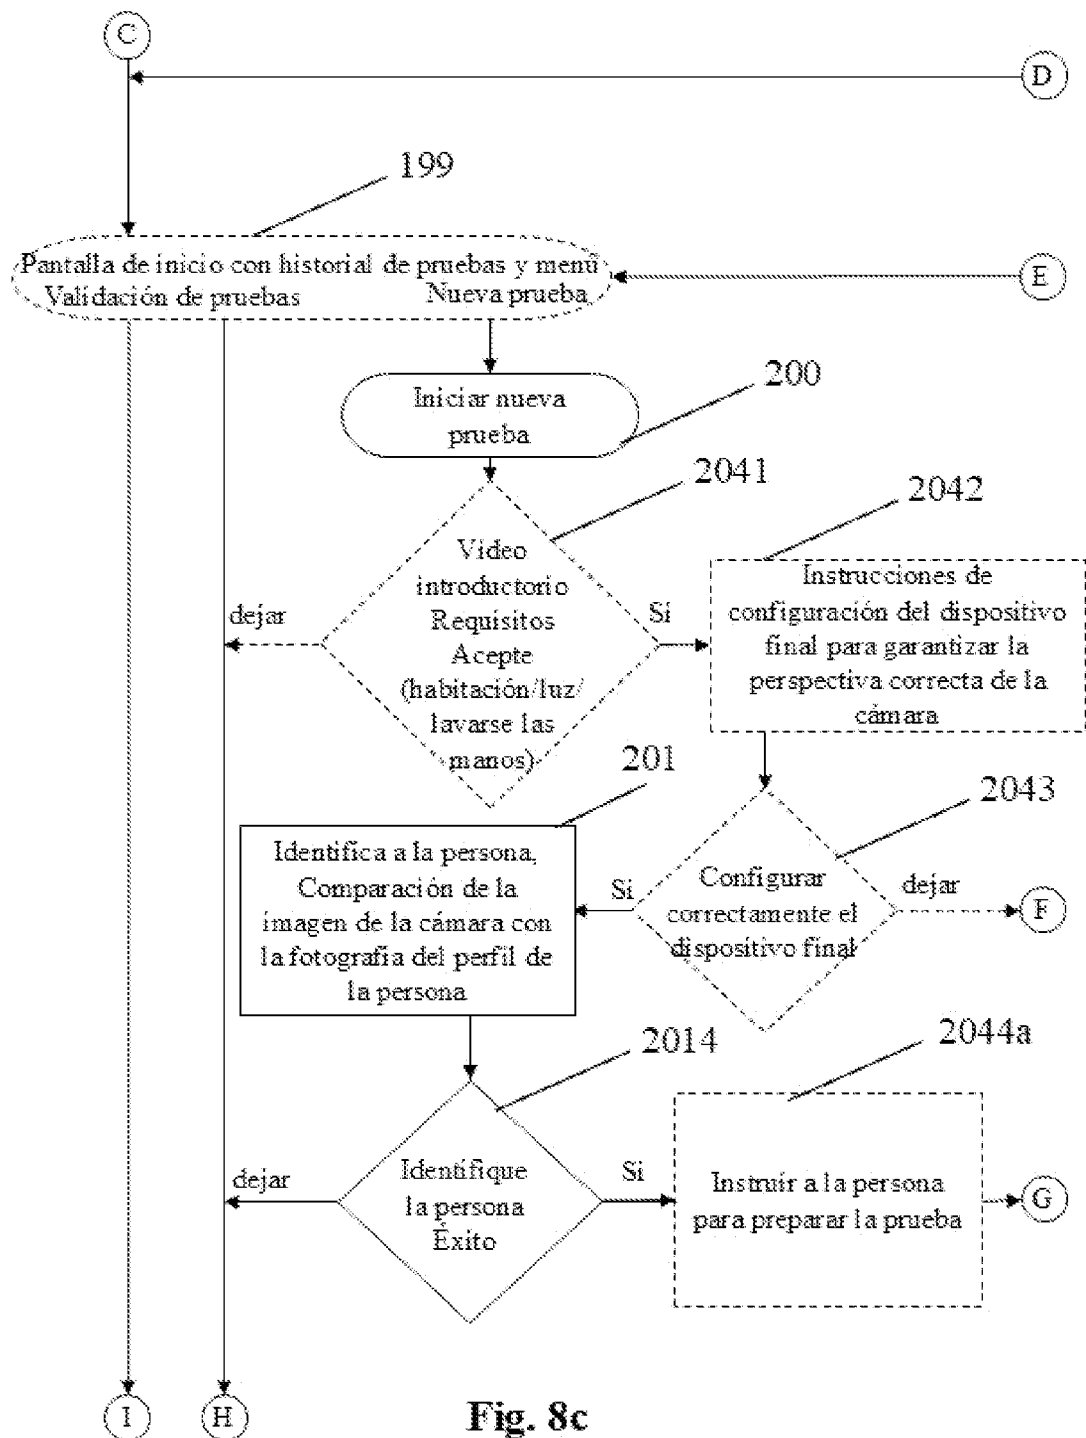 C
D
199
Pantalla de inicio con historial de pruebas y menú
Validación de pruebas Nueva prueba
E
200
Iniciar nueva
prueba
2041
2042
Video
introductorio
Requisitos
Acepte
(habitación/luz/
lavarse las
manos)
dejar
Si
Instrucciones de
configuración del dispositivo
final para garantizar la
perspectiva correcta de la
cámara
201
2043
Identifica a la persona,
Comparación de la
imagen de la cámara con
la fotografía del perfil de
la persona
Si
Configurar
correctamente el
dispositivo final
dejar
F
2014
2044a
dejar
Identifique
la persona
Éxito
Si
Instruir a la persona
para preparar la prueba
G
I
H
Fig. 8c